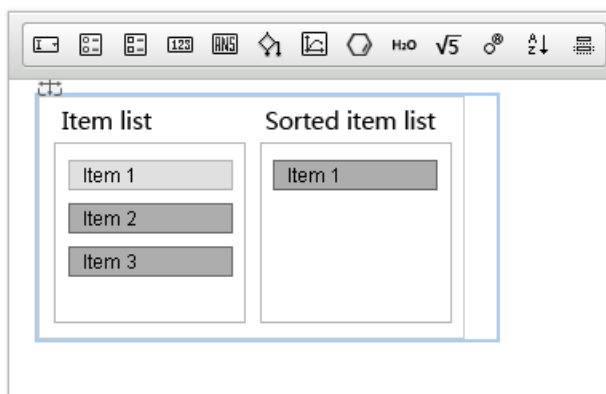 I 123 ANS H₂O √5 R A Z
Item list
Sorted item list
Item 1
Item 2
Item 3
Item 1